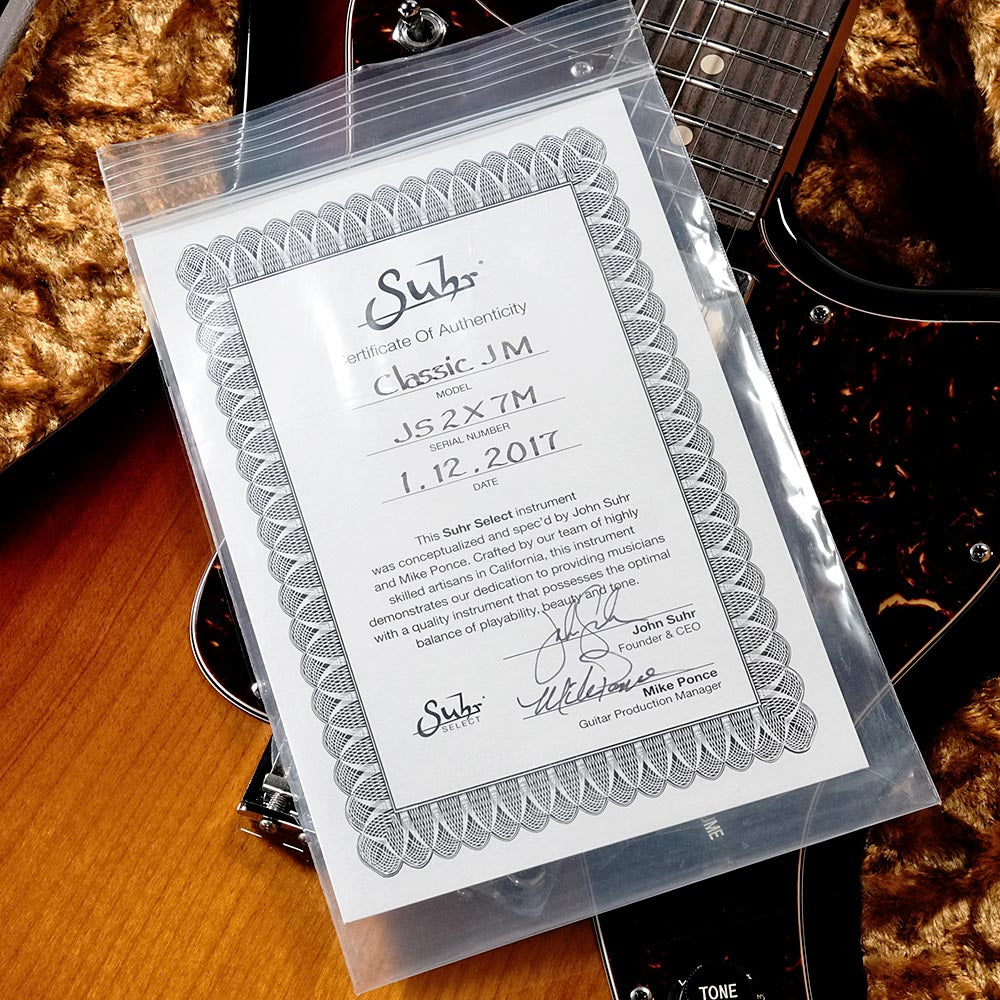 Suhr
Certificate Of Authenticity
Classic JM
MODEL
JS2X7M
SERIAL NUMBER
1.12.2017
DATE
This Suhr Select instrument
was conceptualized and spec'd by John Suhr
and Mike Ponce. Crafted by our team of highly
skilled artisans in California, this instrument
demonstrates our dedication to providing musicians
with a quality instrument that possesses the optimal
balance of playability, beauty and tone.
John Suhr
Founder & CEO
Mike Ponce
Mike Ponce
Guitar Production Manager
Suhr
SELECT
TONE